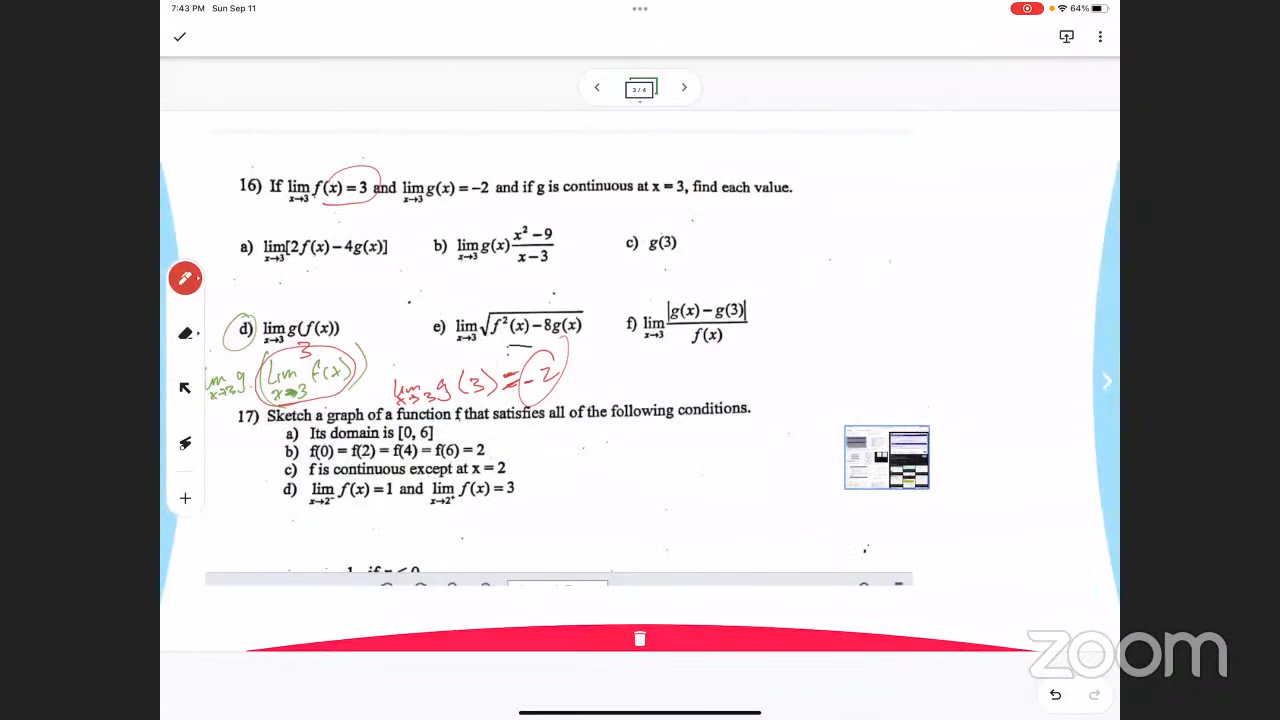 7:43 PM Sun Sep 11
64%
3 / 4
16) If lim x→3 f(x) = 3 and lim x→3 g(x) = −2 and if g is continuous at x = 3, find each value.
a) lim x→3 [2f(x) − 4g(x)] b) lim x→3 g(x) x² − 9 / x − 3 c) g(3)
d) lim x→3 g(f(x)) e) lim x→3 √f²(x) − 8g(x) f) lim x→3 |g(x) − g(3)| / f(x)
3
lim x→3 g (lim x→3 f(x)) lim x→3 g(3) = −2
17) Sketch a graph of a function f that satisfies all of the following conditions.
a) Its domain is [0, 6]
b) f(0) = f(2) = f(4) = f(6) = 2
c) f is continuous except at x = 2
d) lim x→2⁻ f(x) = 1 and lim x→2⁺ f(x) = 3
zoom